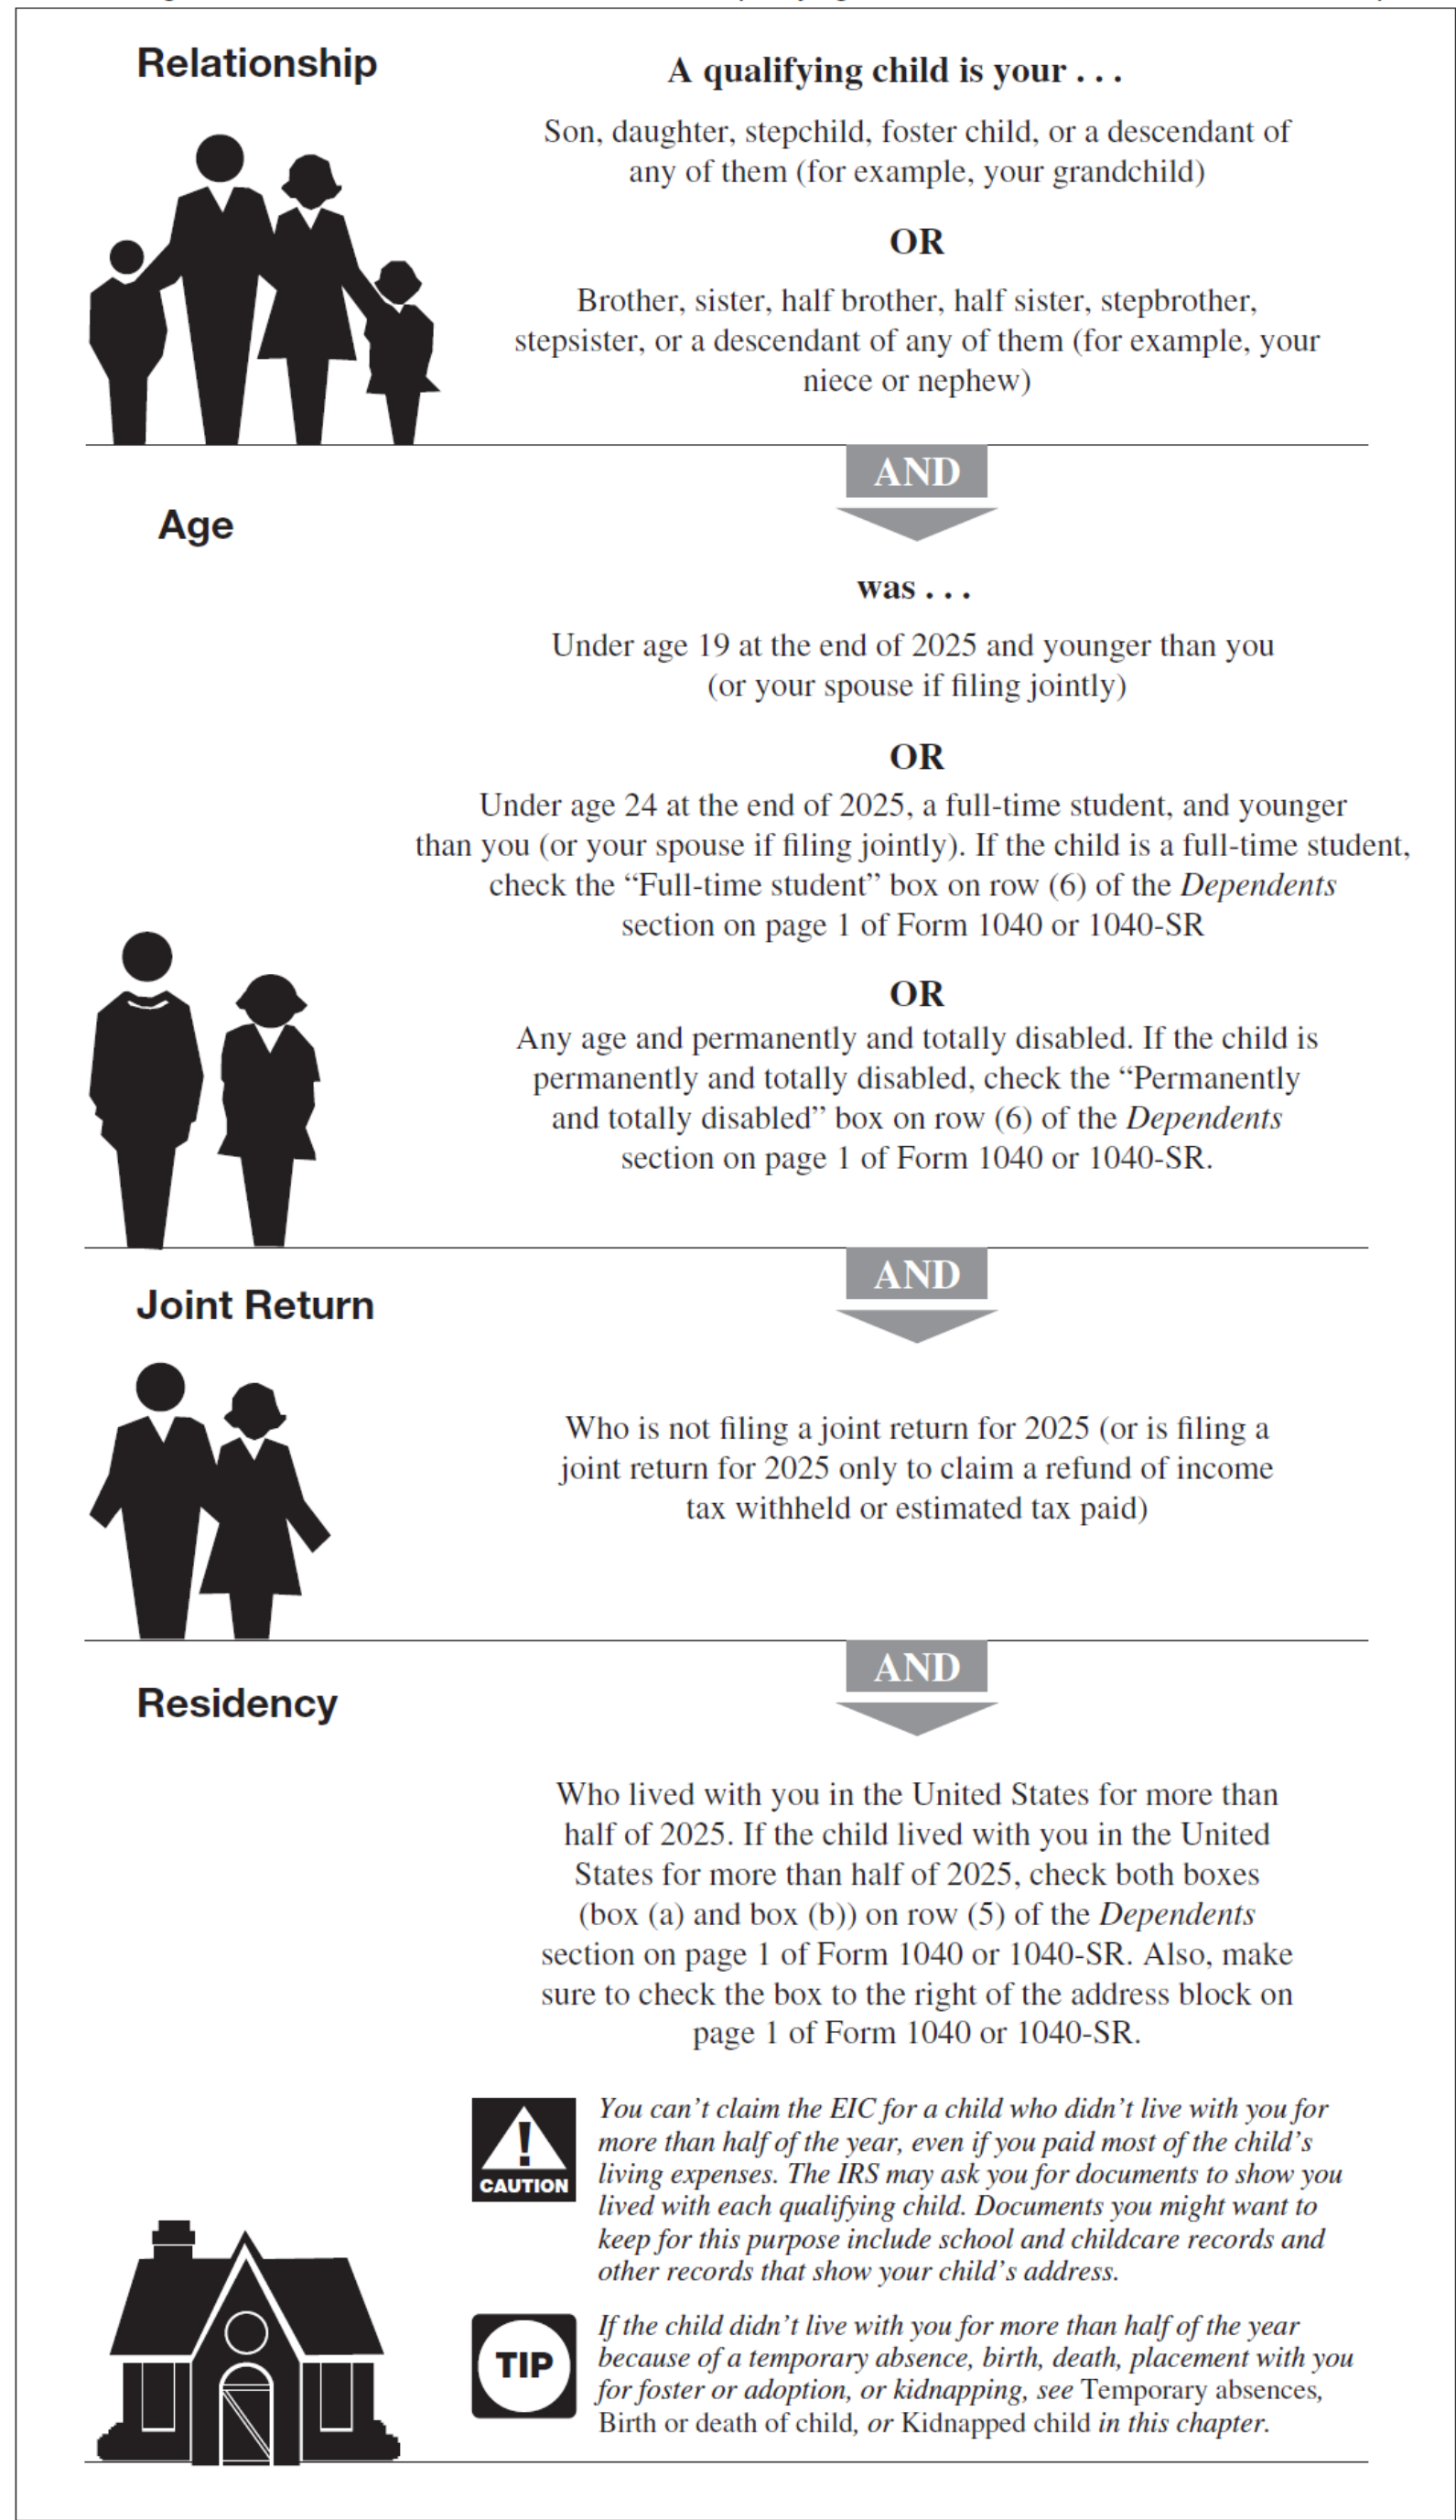 Relationship
A qualifying child is your . . .
Son, daughter, stepchild, foster child, or a descendant of
any of them (for example, your grandchild)
OR
Brother, sister, half brother, half sister, stepbrother,
stepsister, or a descendant of any of them (for example, your
niece or nephew)
AND
Age
was . . .
Under age 19 at the end of 2025 and younger than you
(or your spouse if filing jointly)
OR
Under age 24 at the end of 2025, a full-time student, and younger
than you (or your spouse if filing jointly). If the child is a full-time student,
check the “Full-time student” box on row (6) of the Dependents
section on page 1 of Form 1040 or 1040-SR
OR
Any age and permanently and totally disabled. If the child is
permanently and totally disabled, check the “Permanently
and totally disabled” box on row (6) of the Dependents
section on page 1 of Form 1040 or 1040-SR.
AND
Joint Return
Who is not filing a joint return for 2025 (or is filing a
joint return for 2025 only to claim a refund of income
tax withheld or estimated tax paid)
AND
Residency
Who lived with you in the United States for more than
half of 2025. If the child lived with you in the United
States for more than half of 2025, check both boxes
(box (a) and box (b)) on row (5) of the Dependents
section on page 1 of Form 1040 or 1040-SR. Also, make
sure to check the box to the right of the address block on
page 1 of Form 1040 or 1040-SR.
!
CAUTION
You can’t claim the EIC for a child who didn’t live with you for
more than half of the year, even if you paid most of the child’s
living expenses. The IRS may ask you for documents to show you
lived with each qualifying child. Documents you might want to
keep for this purpose include school and childcare records and
other records that show your child’s address.
TIP
If the child didn’t live with you for more than half of the year
because of a temporary absence, birth, death, placement with you
for foster or adoption, or kidnapping, see Temporary absences,
Birth or death of child, or Kidnapped child in this chapter.